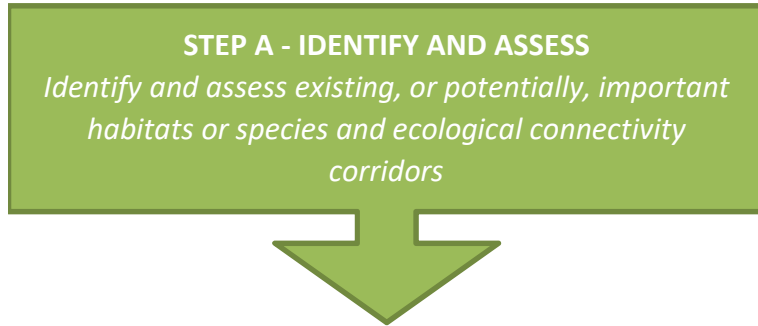 STEP A - IDENTIFY AND ASSESS
Identify and assess existing, or potentially, important
habitats or species and ecological connectivity
corridors